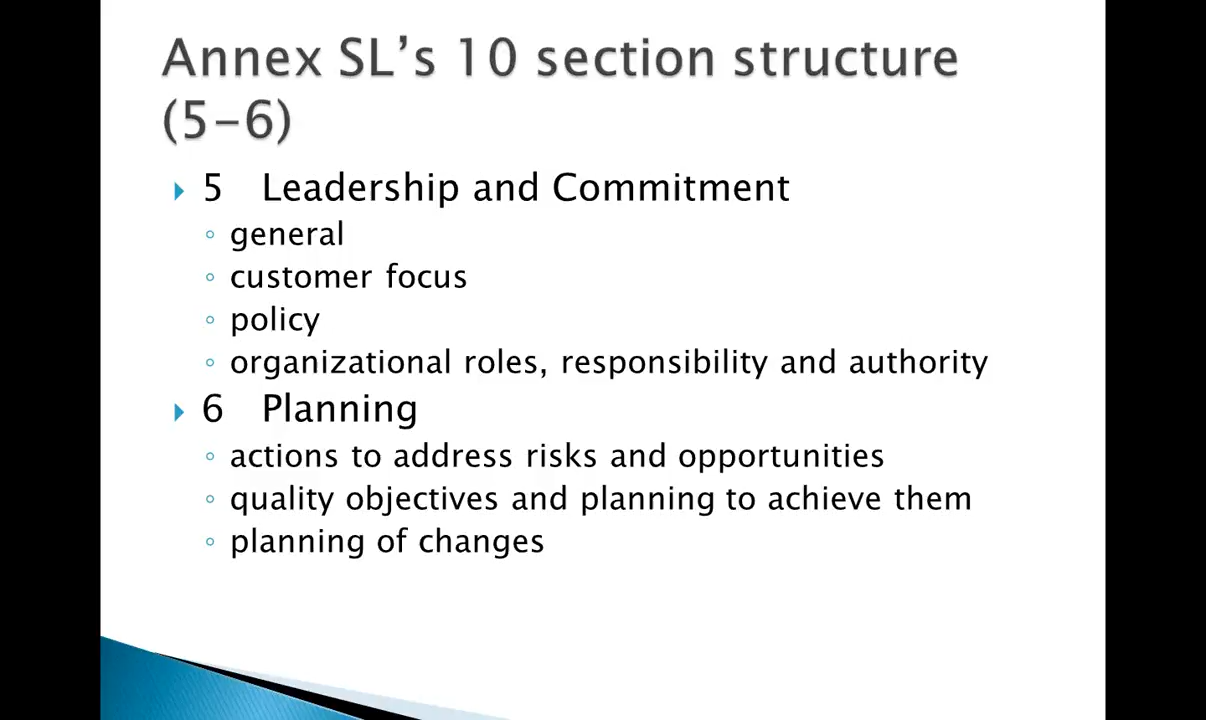 Annex SL’s 10 section structure
(5-6)
5 Leadership and Commitment
general
customer focus
policy
organizational roles, responsibility and authority
6 Planning
actions to address risks and opportunities
quality objectives and planning to achieve them
planning of changes